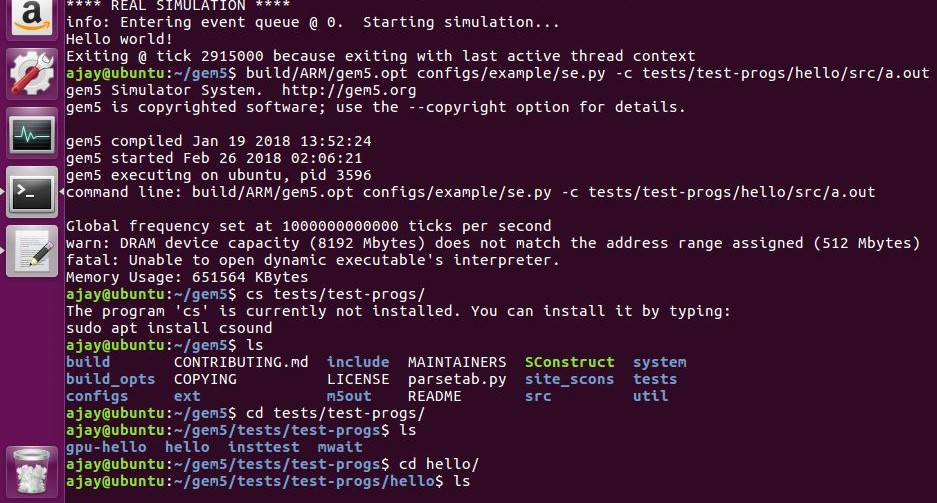 **** REAL SIMULATION ****
info: Entering event queue @ 0.  Starting simulation...
Hello world!
Exiting @ tick 2915000 because exiting with last active thread context
ajay@ubuntu:~/gem5$ build/ARM/gem5.opt configs/example/se.py -c tests/test-progs/hello/src/a.out
gem5 Simulator System.  http://gem5.org
gem5 is copyrighted software; use the --copyright option for details.
gem5 compiled Jan 19 2018 13:52:24
gem5 started Feb 26 2018 02:06:21
gem5 executing on ubuntu, pid 3596
command line: build/ARM/gem5.opt configs/example/se.py -c tests/test-progs/hello/src/a.out
Global frequency set at 1000000000000 ticks per second
warn: DRAM device capacity (8192 Mbytes) does not match the address range assigned (512 Mbytes)
fatal: Unable to open dynamic executable's interpreter.
Memory Usage: 651564 KBytes
ajay@ubuntu:~/gem5$ cs tests/test-progs/
The program 'cs' is currently not installed. You can install it by typing:
sudo apt install csound
ajay@ubuntu:~/gem5$ ls
build       CONTRIBUTING.md  include  MAINTAINERS  SConstruct  system
build_opts  COPYING          LICENSE  parsetab.py  site_scons  tests
configs     ext              m5out    README       src         util
ajay@ubuntu:~/gem5$ cd tests/test-progs/
ajay@ubuntu:~/gem5/tests/test-progs$ ls
gpu-hello  hello  insttest  mwait
ajay@ubuntu:~/gem5/tests/test-progs$ cd hello/
ajay@ubuntu:~/gem5/tests/test-progs/hello$ ls